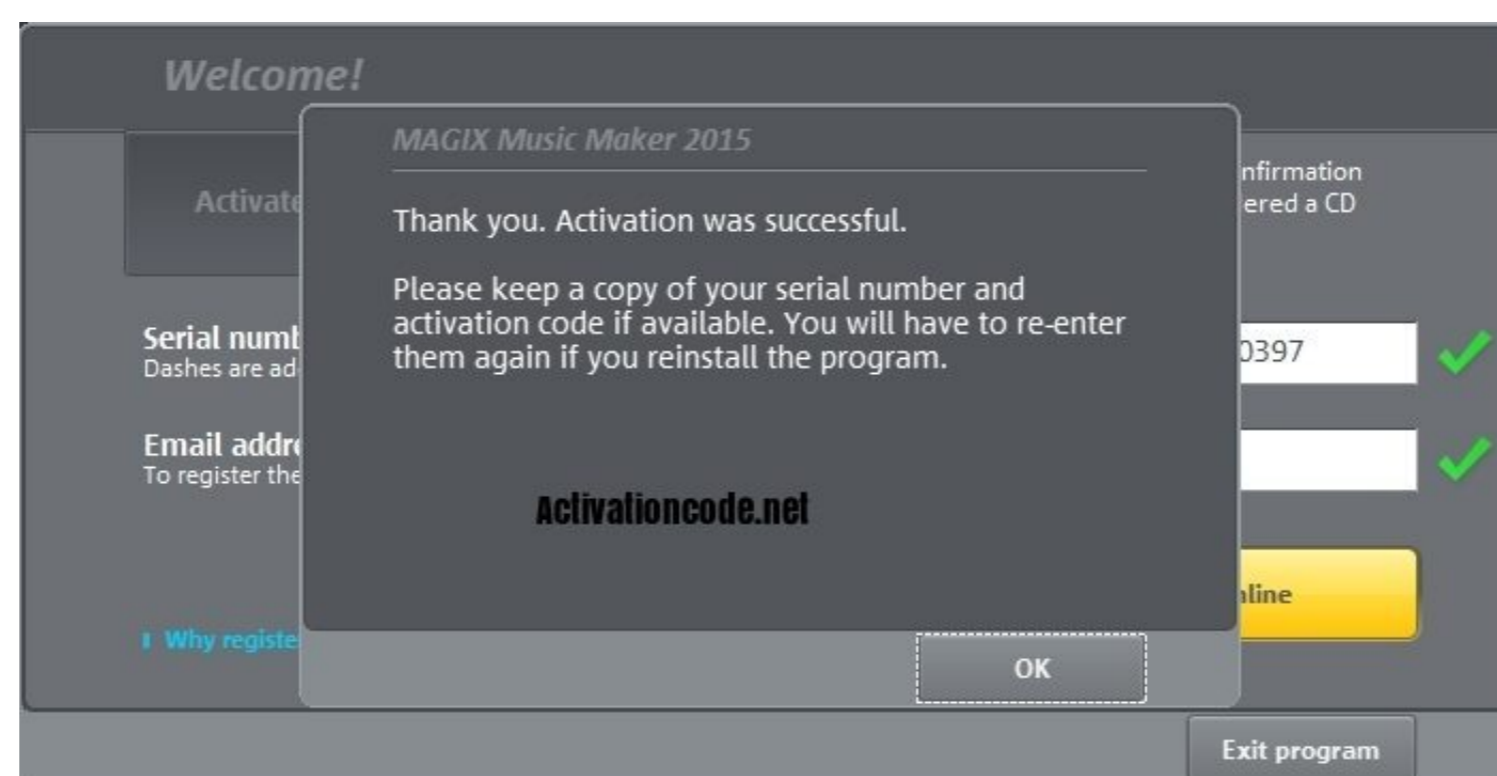 Welcome!
MAGIX Music Maker 2015
Activate
nfirmation
ered a CD
Thank you. Activation was successful.
Please keep a copy of your serial number and
activation code if available. You will have to re-enter
them again if you reinstall the program.
Serial numb
Dashes are ad
0397
Email addre
To register the
Activationcode.net
nline
Why registe
OK
Exit program